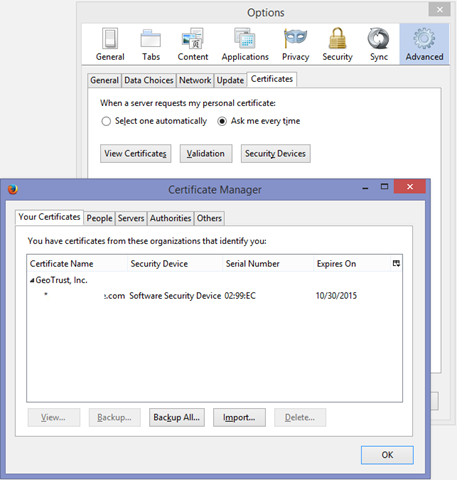 Options
General Tabs Content Applications Privacy Security Sync Advanced
General Data Choices Network Update Certificates
When a server requests my personal certificate:
Select one automatically Ask me every time
View Certificates Validation Security Devices
Certificate Manager
Your Certificates People Servers Authorities Others
You have certificates from these organizations that identify you:
Certificate Name Security Device Serial Number Expires On
GeoTrust, Inc.
* .com Software Security Device 02:99:EC 10/30/2015
View... Backup... Backup All... Import... Delete...
OK